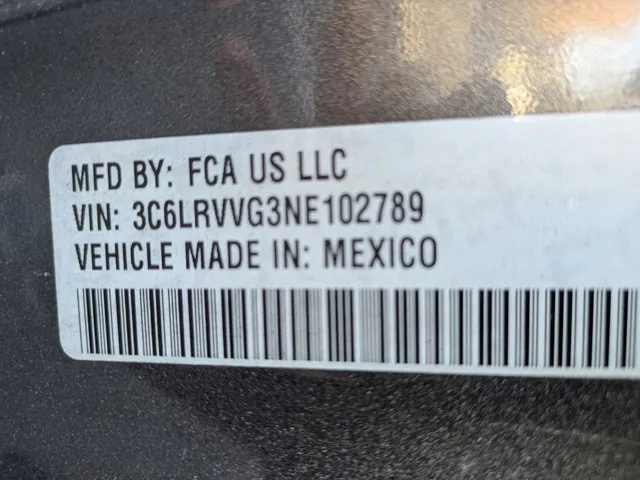 MFD BY: FCA US LLC
VIN: 3C6LRVVG3NE102789
VEHICLE MADE IN: MEXICO